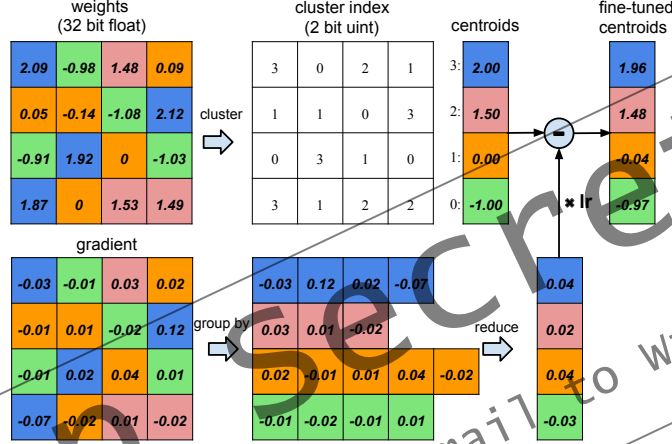 weights
(32 bit float)
cluster index
(2 bit uint)
centroids
fine-tuned
centroids
2.09 -0.98 1.48 0.09
3 0 2 1
3: 2.00
1.96
0.05 -0.14 -1.08 2.12
cluster
1 1 0 3
2: 1.50
1.48
-
-0.91 1.92 0 -1.03
0 3 1 0
1: 0.00
-0.04
1.87 0 1.53 1.49
3 1 2 2
0: -1.00
× lr
-0.97
gradient
-0.03 -0.01 0.03 0.02
-0.03 0.12 0.02 -0.07
0.04
-0.01 0.01 -0.02 0.12
group by
0.03 0.01 -0.02
reduce
0.02
-0.01 0.02 0.04 0.01
0.02 -0.01 0.01 0.04 -0.02
0.04
-0.07 -0.02 0.01 -0.02
-0.01 -0.02 -0.01 0.01
-0.03
n Secre
mail to W